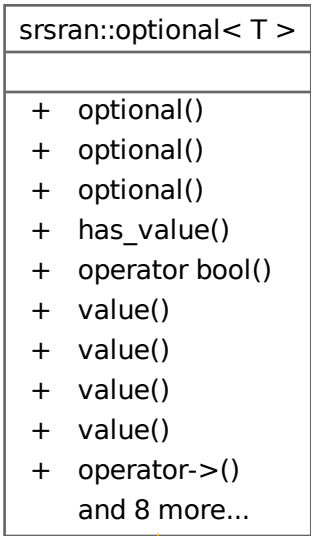 srsran::optional< T >
+ optional()
+ optional()
+ optional()
+ has_value()
+ operator bool()
+ value()
+ value()
+ value()
+ value()
+ operator->()
and 8 more...